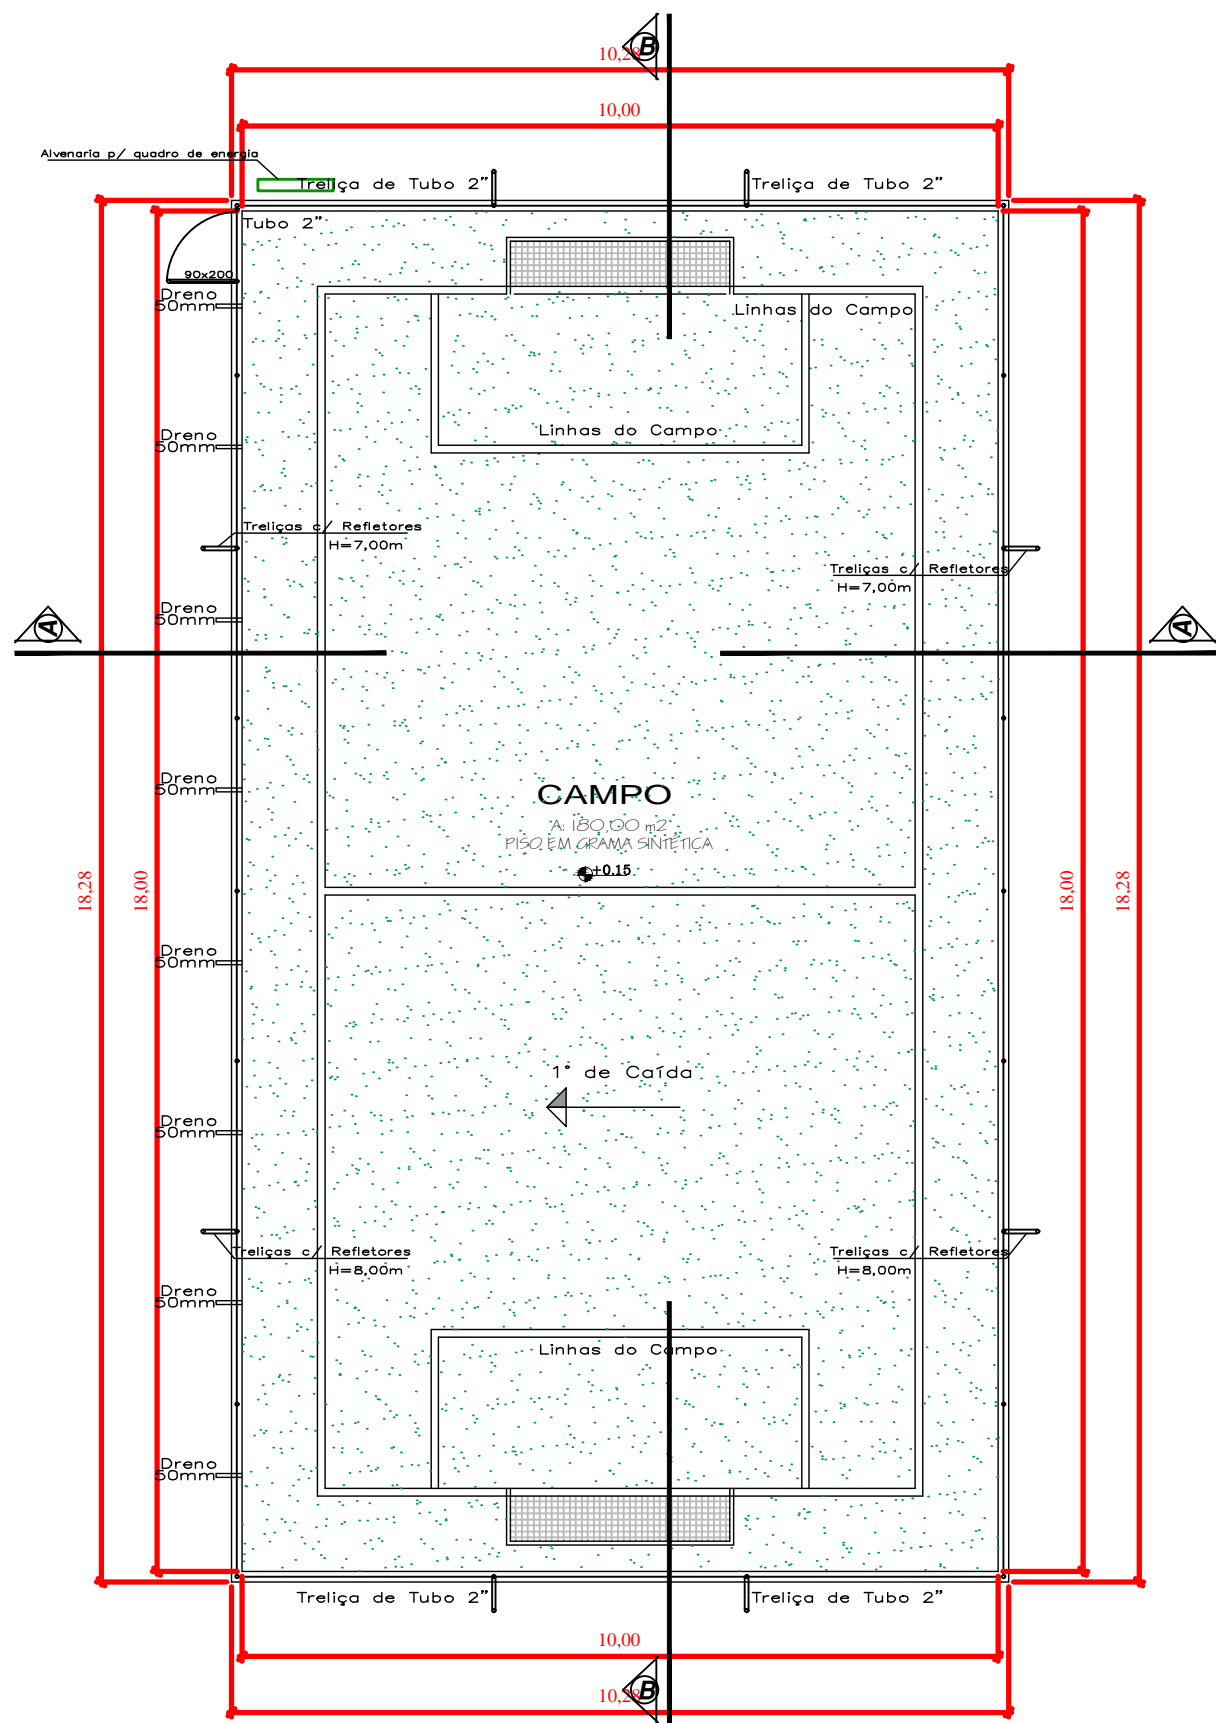 B
10,28
10,00
Alvenaria p/ quadro de energia
Treliça de Tubo 2”
Treliça de Tubo 2”
Tubo 2”
90x200
Dreno
50mm
Linhas do Campo
Linhas do Campo
Dreno
50mm
Treliças c/ Refletores
H=7,00m
Treliças c/ Refletores
H=7,00m
Dreno
50mm
A
A
Dreno
50mm
CAMPO
A: 180,00 m2
PISO EM GRAMA SINTÉTICA
+0.15
18,28
18,00
18,00
18,28
Dreno
50mm
1° de Caída
Dreno
50mm
Treliças c/ Refletores
H=8,00m
Treliças c/ Refletores
H=8,00m
Dreno
50mm
Linhas do Campo
Dreno
50mm
Treliça de Tubo 2”
Treliça de Tubo 2”
10,00
10,28
B